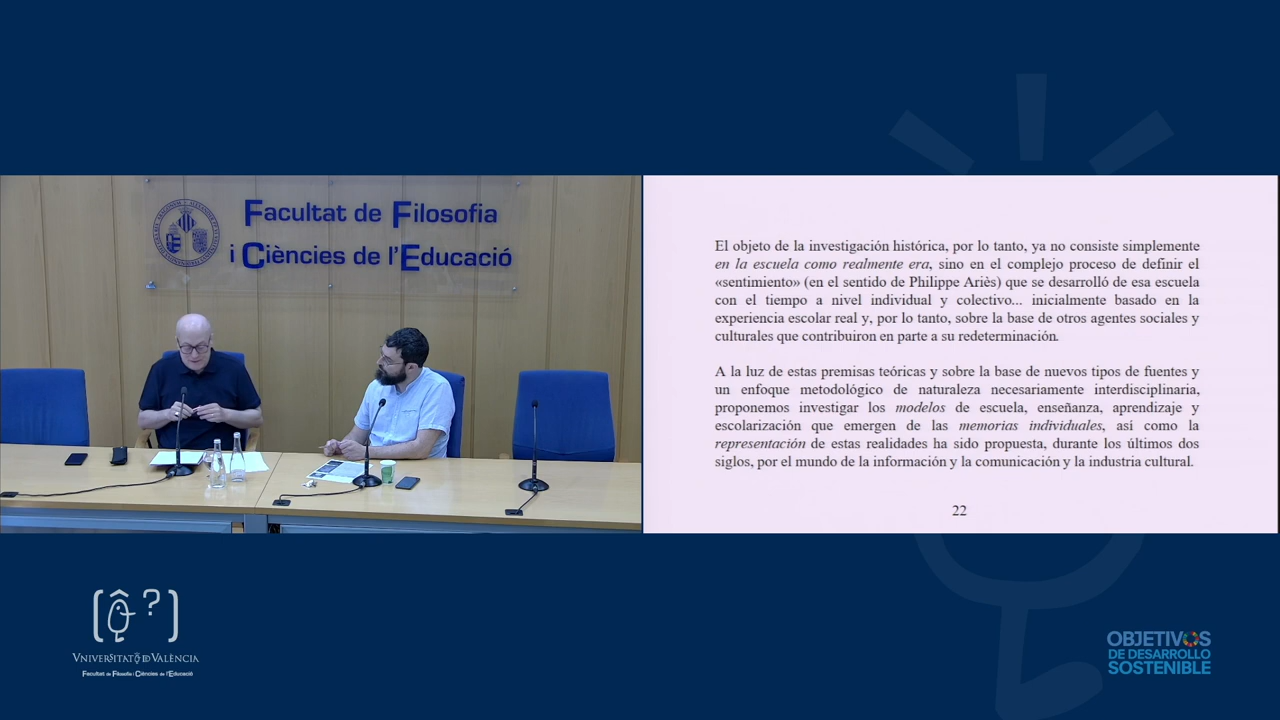 Facultat de Filosofia
i Ciències de l'Educació
El objeto de la investigación histórica, por lo tanto, ya no consiste simplemente
en la escuela como realmente era, sino en el complejo proceso de definir el
«sentimiento» (en el sentido de Philippe Ariès) que se desarrolló de esa escuela
con el tiempo a nivel individual y colectivo... inicialmente basado en la
experiencia escolar real y, por lo tanto, sobre la base de otros agentes sociales y
culturales que contribuiron en parte a su redeterminación.
A la luz de estas premisas teóricas y sobre la base de nuevos tipos de fuentes y
un enfoque metodológico de naturaleza necesariamente interdisciplinaria,
proponemos investigar los modelos de escuela, enseñanza, aprendizaje y
escolarización que emergen de las memorias individuales, así como la
representación de estas realidades ha sido propuesta, durante los últimos dos
siglos, por el mundo de la información y la comunicación y la industria cultural.
22
VNIVERSITAT ID VALÈNCIA
Facultat de Filosofia i Ciències de l'Educació
OBJETIVOS
DE DESARROLLO
SOSTENIBLE